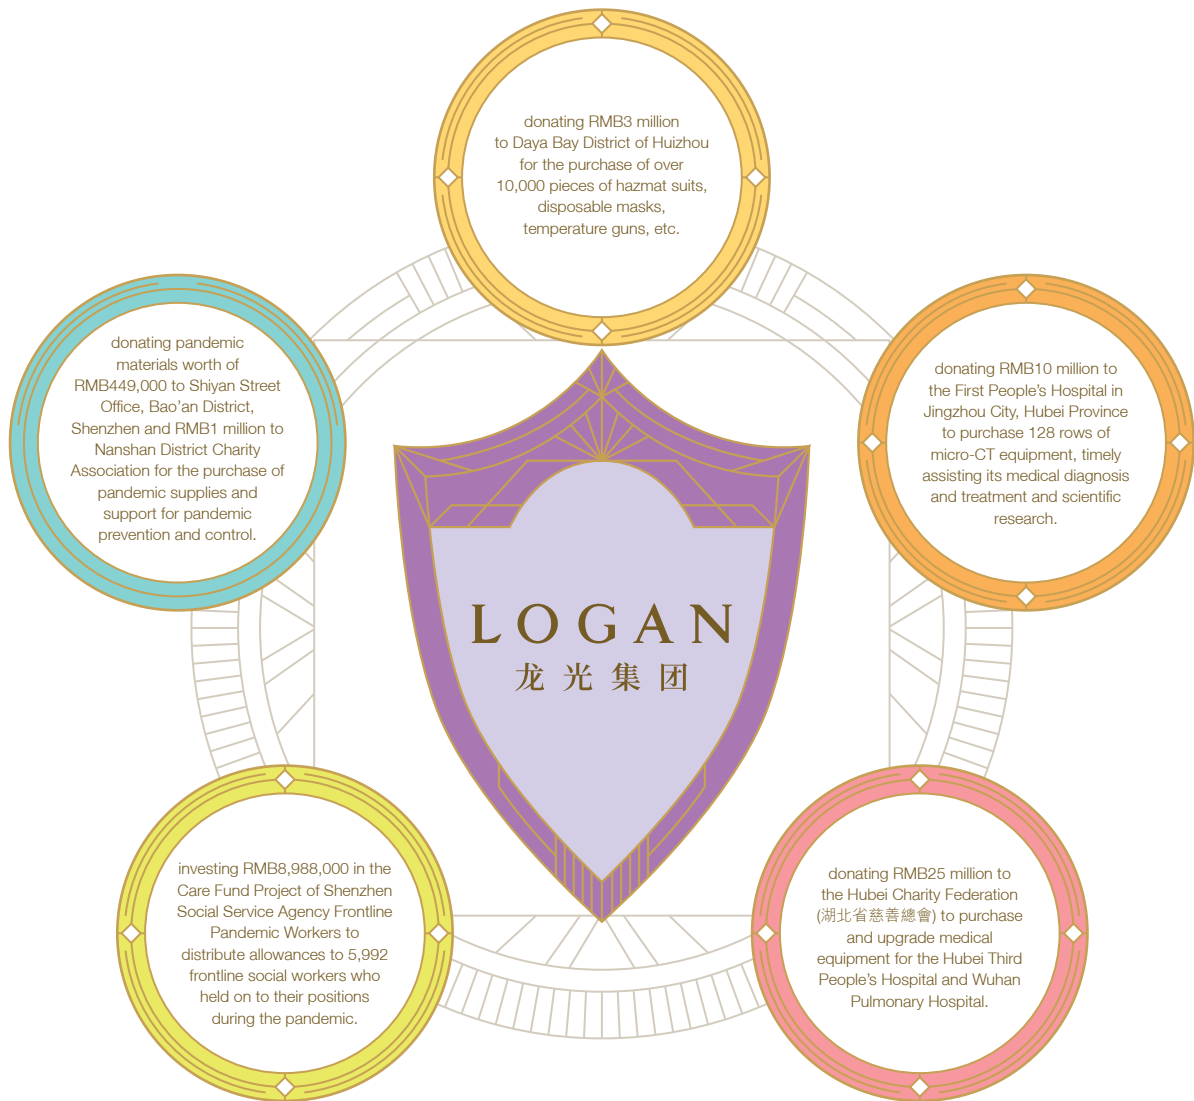 donating RMB3 million
to Daya Bay District of Huizhou
for the purchase of over
10,000 pieces of hazmat suits,
disposable masks,
temperature guns, etc.
donating pandemic
materials worth of
RMB449,000 to Shiyan Street
Office, Bao’an District,
Shenzhen and RMB1 million to
Nanshan District Charity
Association for the purchase of
pandemic supplies and
support for pandemic
prevention and control.
donating RMB10 million to
the First People’s Hospital in
Jingzhou City, Hubei Province
to purchase 128 rows of
micro-CT equipment, timely
assisting its medical diagnosis
and treatment and scientific
research.
LOGAN
龙光集团
investing RMB8,988,000 in the
Care Fund Project of Shenzhen
Social Service Agency Frontline
Pandemic Workers to
distribute allowances to 5,992
frontline social workers who
held on to their positions
during the pandemic.
donating RMB25 million to
the Hubei Charity Federation
(湖北省慈善總會) to purchase
and upgrade medical
equipment for the Hubei Third
People’s Hospital and Wuhan
Pulmonary Hospital.